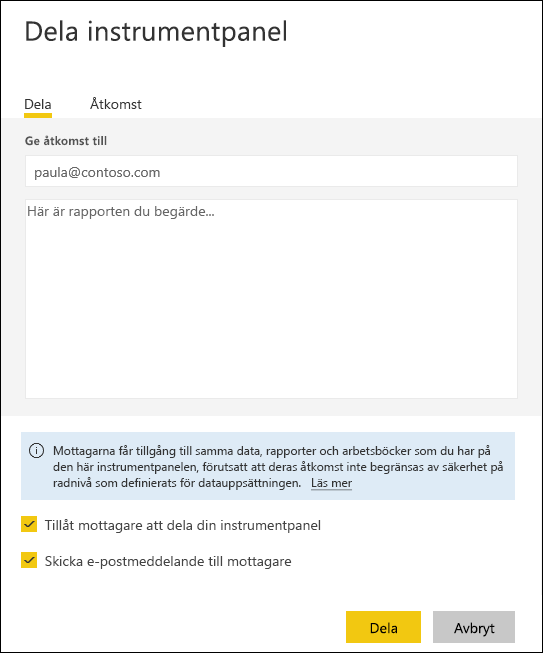 Dela instrumentpanel
Dela Åtkomst
Ge åtkomst till
paula@contoso.com
Här är rapporten du begärde...
Mottagarna får tillgång till samma data, rapporter och arbetsböcker som du har på
den här instrumentpanelen, förutsatt att deras åtkomst inte begränsas av säkerhet på
radnivå som definierats för datauppsättningen. Läs mer
Tillåt mottagare att dela din instrumentpanel
Skicka e-postmeddelande till mottagare
Dela Avbryt